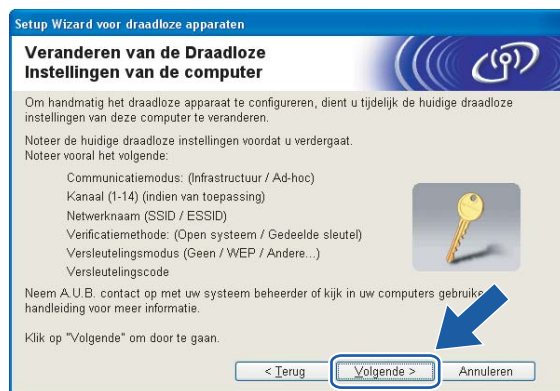 Setup Wizard voor draadloze apparaten
Veranderen van de Draadloze
Instellingen van de computer
Om handmatig het draadloze apparaat te configureren, dient u tijdelijk de huidige draadloze
instellingen van deze computer te veranderen.
Noteer de huidige draadloze instellingen voordat u verdergaat.
Noteer vooral het volgende:
Communicatiemodus: (Infrastructuur / Ad-hoc)
Kanaal (1-14) (indien van toepassing)
Netwerknaam (SSID / ESSID)
Verificatiemethode: (Open systeem / Gedeelde sleutel)
Versleutelingsmodus (Geen / WEP / Andere...)
Versleutelingscode
Neem A.U.B. contact op met uw systeem beheerder of kijk in uw computers
handleiding voor meer informatie.
Klik op "Volgende" om door te gaan.
< Terug
Volgende >
Annuleren